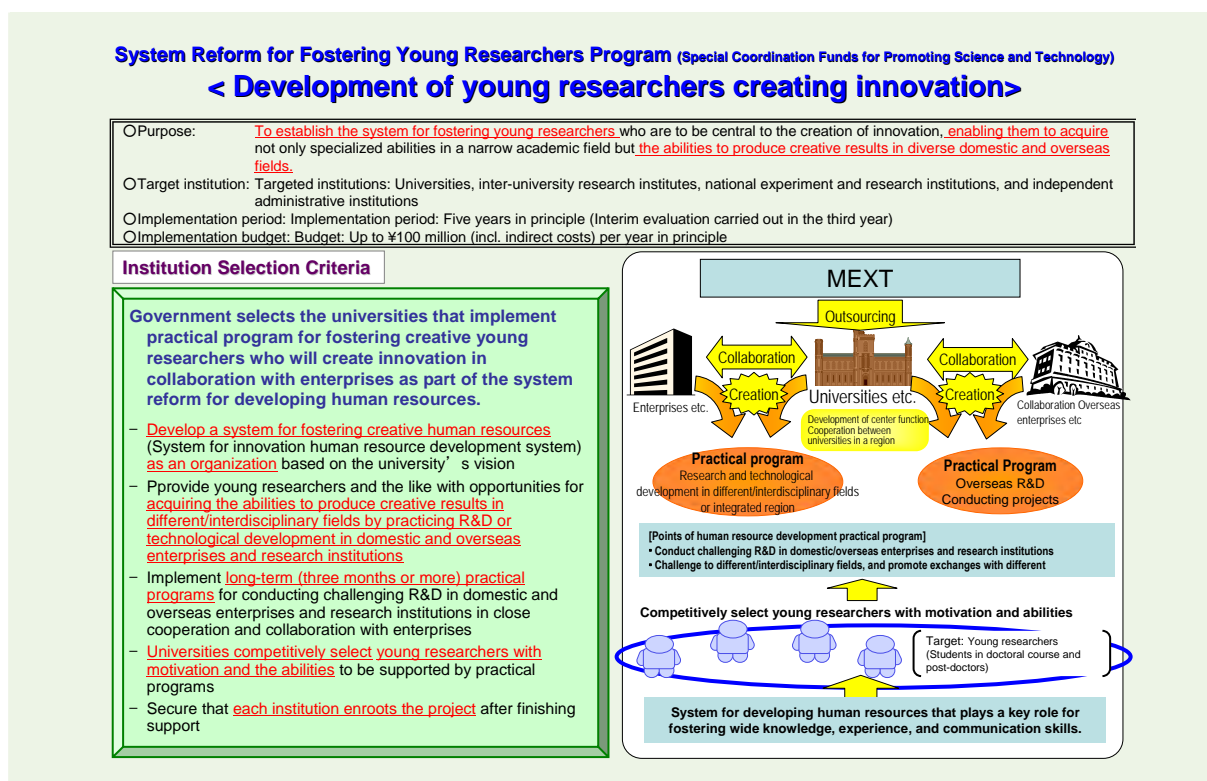 System Reform for Fostering Young Researchers Program (Special Coordination Funds for Promoting Science and Technology)
< Development of young researchers creating innovation>
○Purpose: To establish the system for fostering young researchers who are to be central to the creation of innovation, enabling them to acquire
not only specialized abilities in a narrow academic field but the abilities to produce creative results in diverse domestic and overseas
fields.
○Target institution: Targeted institutions: Universities, inter-university research institutes, national experiment and research institutions, and independent
administrative institutions
○Implementation period: Implementation period: Five years in principle (Interim evaluation carried out in the third year)
○Implementation budget: Budget: Up to ¥100 million (incl. indirect costs) per year in principle
Institution Selection Criteria
Government selects the universities that implement
practical program for fostering creative young
researchers who will create innovation in
collaboration with enterprises as part of the system
reform for developing human resources.
– Develop a system for fostering creative human resources
(System for innovation human resource development system)
as an organization based on the university’s vision
– Pprovide young researchers and the like with opportunities for
acquiring the abilities to produce creative results in
different/interdisciplinary fields by practicing R&D or
technological development in domestic and overseas
enterprises and research institutions
– Implement long-term (three months or more) practical
programs for conducting challenging R&D in domestic and
overseas enterprises and research institutions in close
cooperation and collaboration with enterprises
– Universities competitively select young researchers with
motivation and the abilities to be supported by practical
programs
– Secure that each institution enroots the project after finishing
support
MEXT
Outsourcing
Collaboration
Collaboration
Creation
Creation
Enterprises etc.
Universities etc.
Collaboration Overseas
enterprises etc
Development of center function
Cooperation between
universities in a region
Practical program
Research and technological
development in different/interdisciplinary fields
or integrated region
Practical Program
Overseas R&D
Conducting projects
[Points of human resource development practical program]
▪ Conduct challenging R&D in domestic/overseas enterprises and research institutions
▪ Challenge to different/interdisciplinary fields, and promote exchanges with different
Competitively select young researchers with motivation and abilities
Target: Young researchers
(Students in doctoral course and
post-doctors)
System for developing human resources that plays a key role for
fostering wide knowledge, experience, and communication skills.